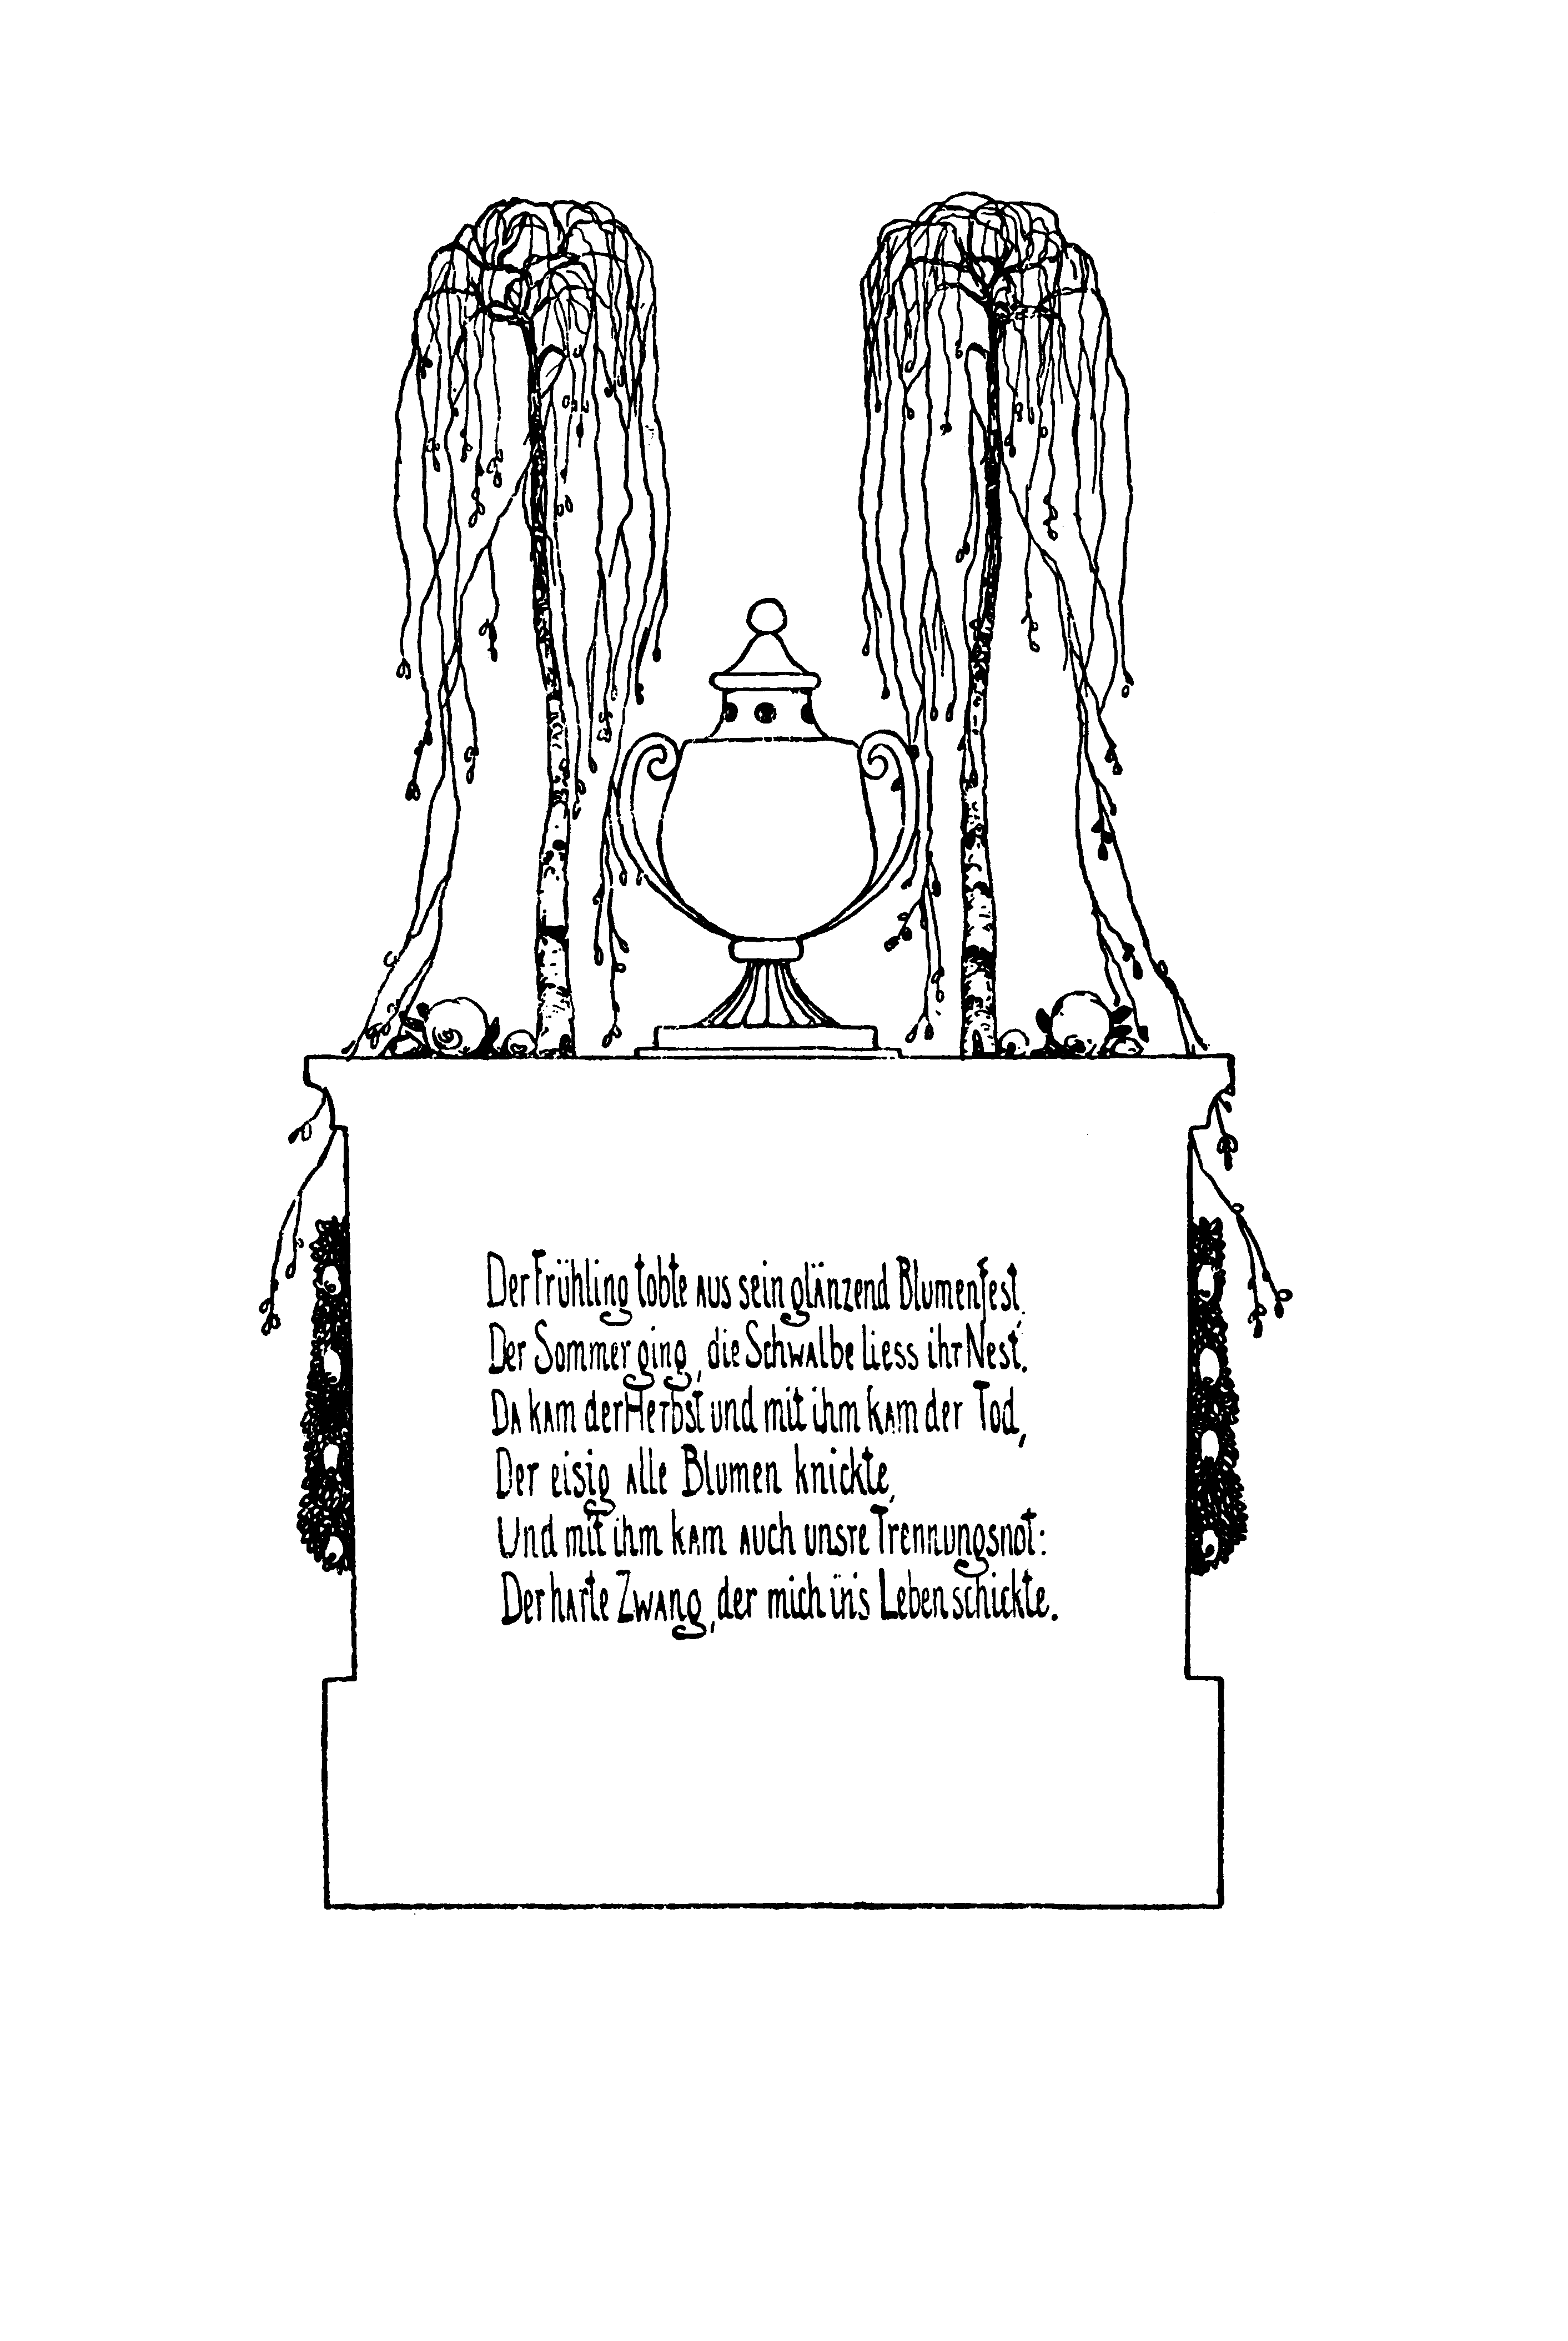 Der Frühling tobte aus sein glänzend Blumenfest.
Der Sommer ging, die Schwalbe liess ihr Nest.
Da kam der Herbst und mit ihm kam der Tod,
Der eisig alle Blumen knickte,
Und mit ihm kam auch unsre Trennungsnot:
Der harte Zwang, der mich in's Leben schickte.